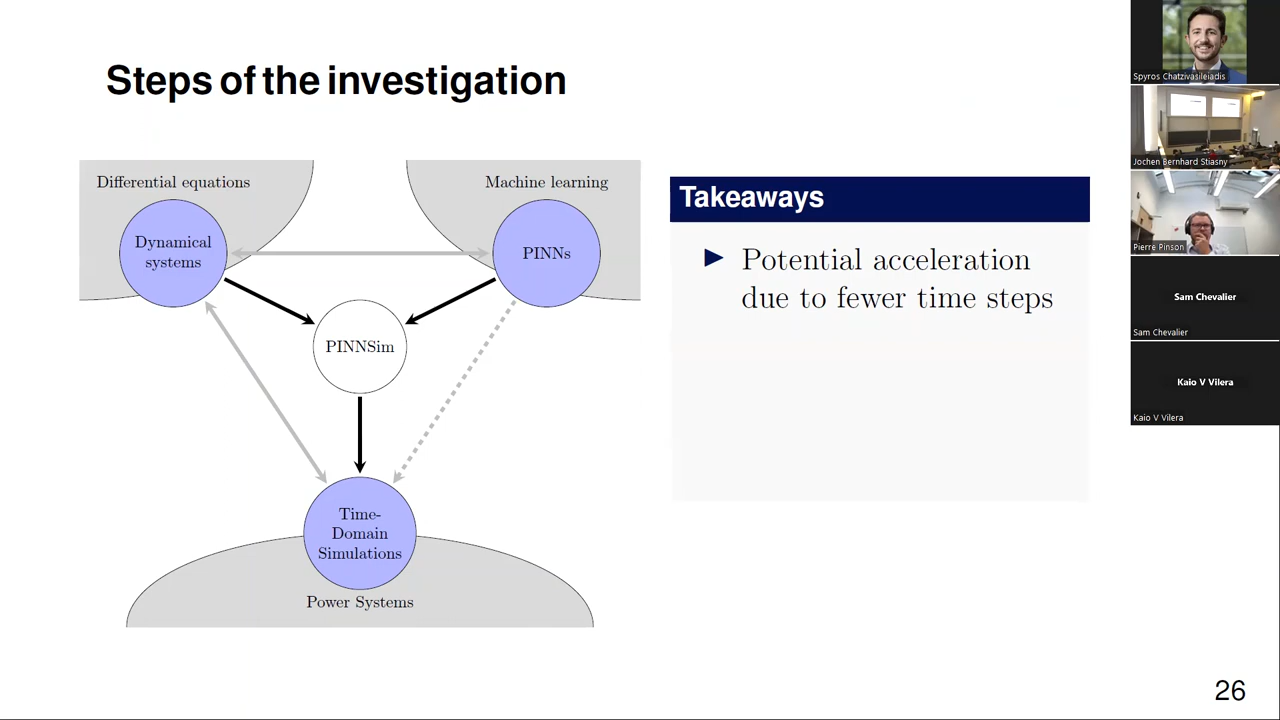 Steps of the investigation
Differential equations
Machine learning
Dynamical
systems
PINNs
PINNSim
Time-
Domain
Simulations
Power Systems
Takeaways
Potential acceleration
due to fewer time steps
26
Spyros Chatzivasileiadis
Jochen Bernhard Stiasny
Pierre Pinson
Sam Chevalier
Sam Chevalier
Kaio V Vilera
Kaio V Vilera